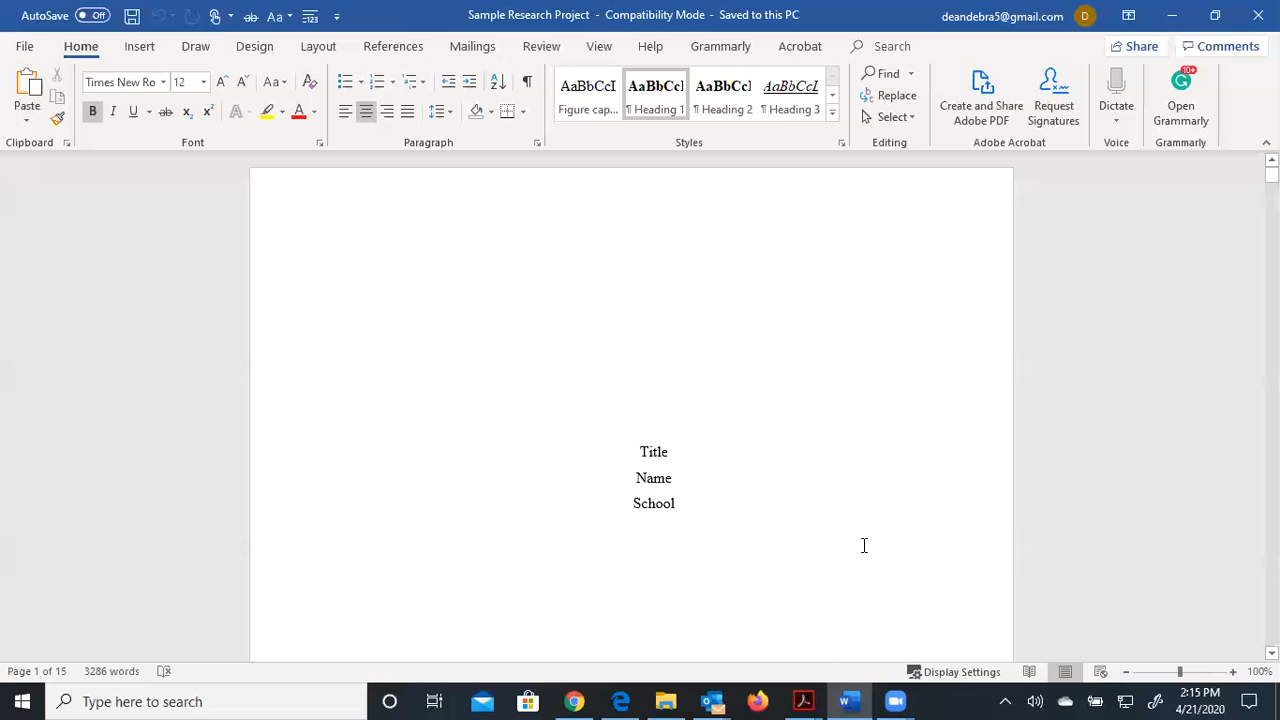 AutoSave Off Sample Research Project - Compatibility Mode - Saved to this PC deandebra5@gmail.com D
File Home Insert Draw Design Layout References Mailings Review View Help Grammarly Acrobat Search Share Comments
Paste Times New Ro 12 AaBbCcI AaBbCcI AaBbCcI AaBbCcI Find Replace Select
Figure cap... ¶ Heading 1 ¶ Heading 2 ¶ Heading 3
Create and Share Adobe PDF Request Signatures Dictate Open Grammarly 10+
Clipboard Font Paragraph Styles Editing Adobe Acrobat Voice Grammarly
Title
Name
School
Page 1 of 15 3286 words Display Settings 100%
Type here to search 2:15 PM
4/21/2020